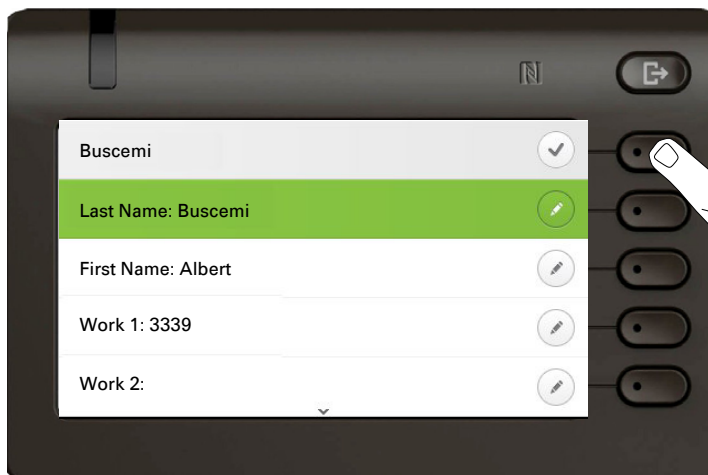 Buscemi
Last Name: Buscemi
First Name: Albert
Work 1: 3339
Work 2: